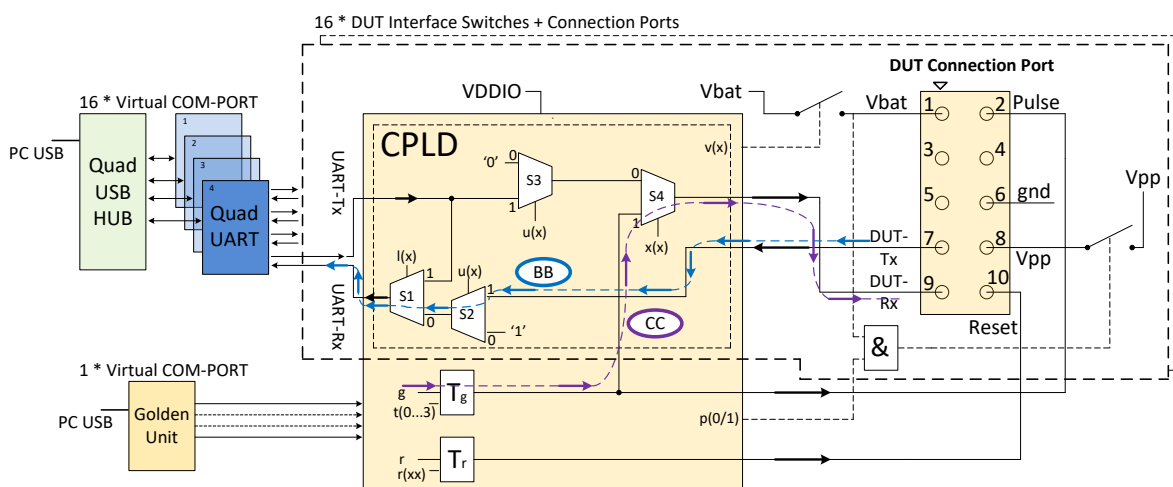 16 * DUT Interface Switches + Connection Ports
DUT Connection Port
16 * Virtual COM-PORT
VDDIO
Vbat
Vbat
1
2
Pulse
PC USB
Quad
USB
HUB
1
2
3
4
Quad
UART
UART-Tx
UART-Rx
CPLD
'0'
0
1
S3
u(x)
0
1
S4
x(x)
v(x)
3
4
5
6
gnd
Vpp
DUT-
Tx
7
8
Vpp
DUT-
Rx
9
10
Reset
l(x)
1
S1
0
u(x)
1
S2
0
'1'
BB
CC
&
1 * Virtual COM-PORT
PC USB
Golden
Unit
g
t(0...3)
Tg
p(0/1)
r
r(xx)
Tr